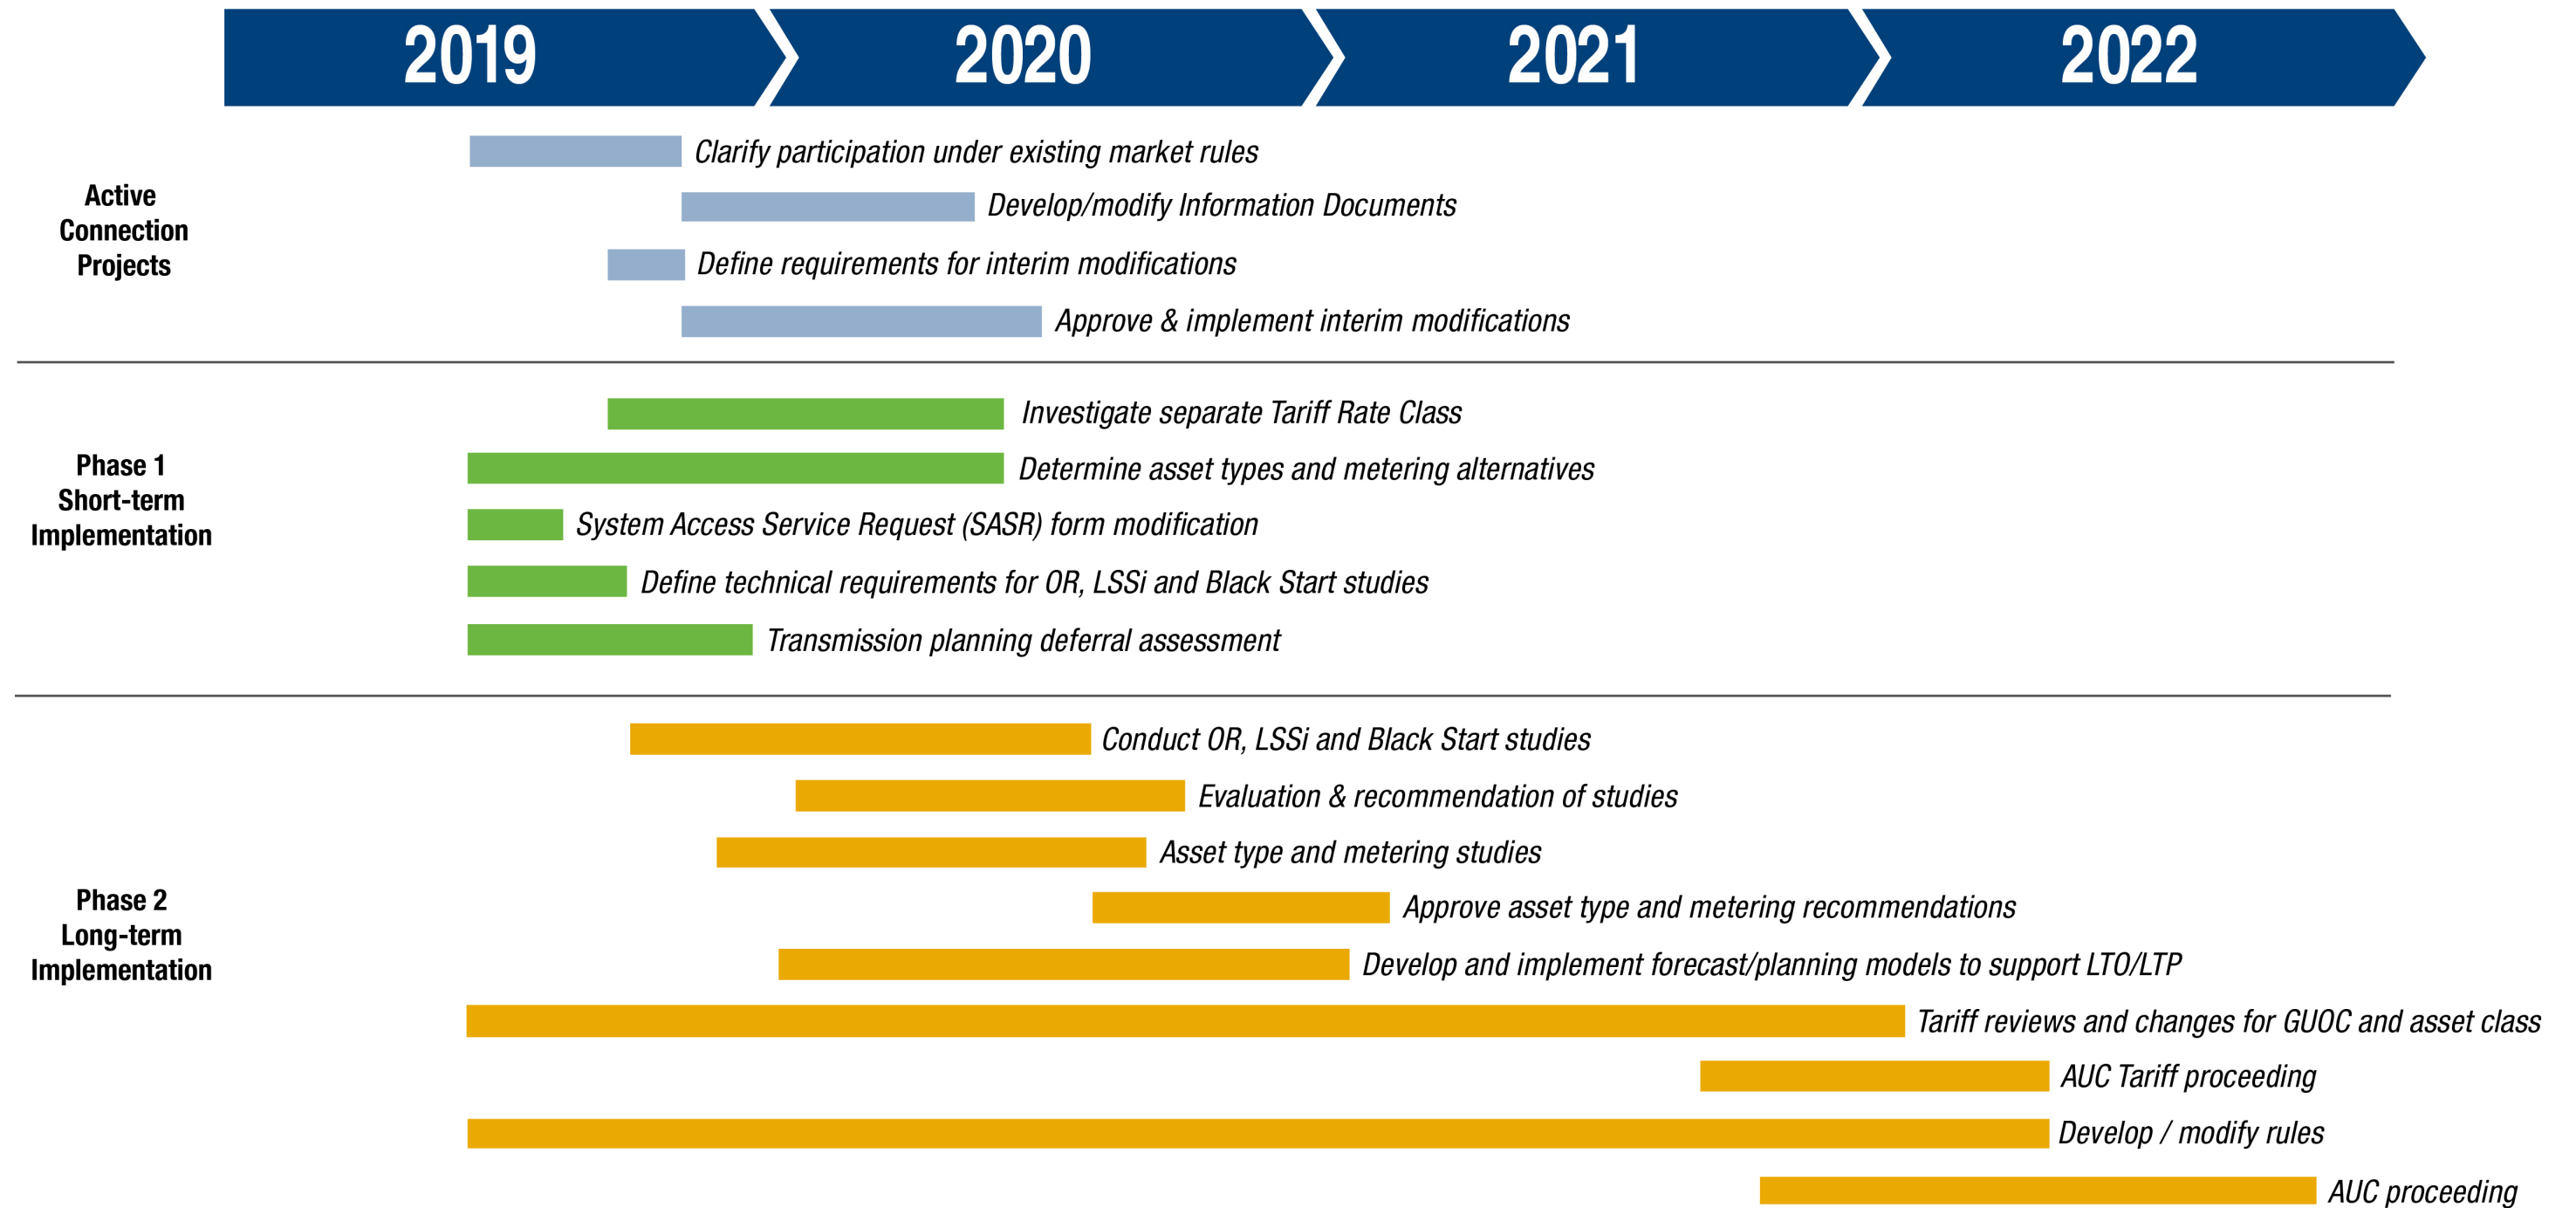 2019
2020
2021
2022
Active
Connection
Projects
Clarify participation under existing market rules
Develop/modify Information Documents
Define requirements for interim modifications
Approve & implement interim modifications
Phase 1
Short-term
Implementation
Investigate separate Tariff Rate Class
Determine asset types and metering alternatives
System Access Service Request (SASR) form modification
Define technical requirements for OR, LSSi and Black Start studies
Transmission planning deferral assessment
Phase 2
Long-term
Implementation
Conduct OR, LSSi and Black Start studies
Evaluation & recommendation of studies
Asset type and metering studies
Approve asset type and metering recommendations
Develop and implement forecast/planning models to support LTO/LTP
Tariff reviews and changes for GUOC and asset class
AUC Tariff proceeding
Develop / modify rules
AUC proceeding